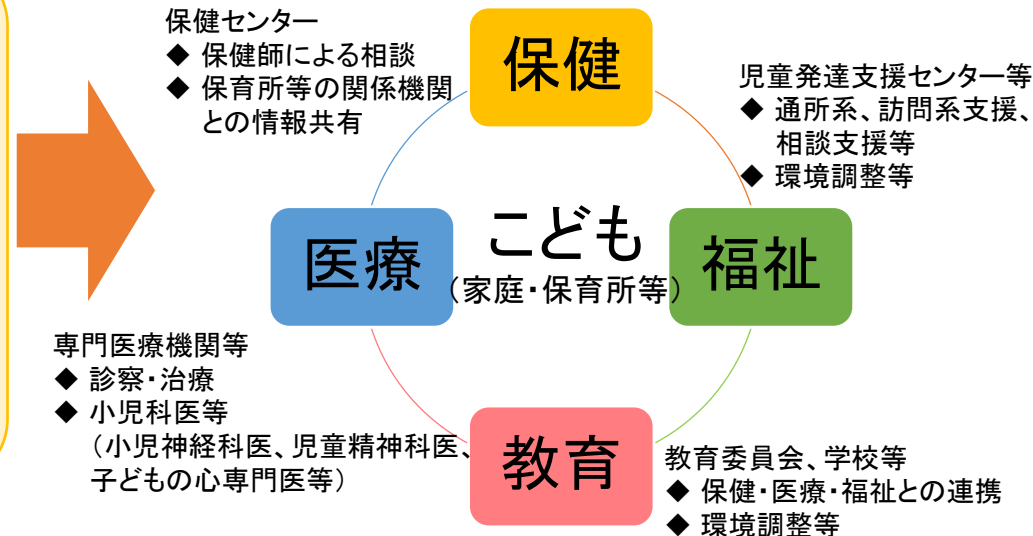 保健センター
◆ 保健師による相談
◆ 保育所等の関係機関
との情報共有
保健
児童発達支援センター等
◆ 通所系、訪問系支援、
相談支援等
◆ 環境調整等
医療
こども
（家庭・保育所等）
福祉
専門医療機関等
◆ 診察・治療
◆ 小児科医等
（小児神経科医、児童精神科医、
子どもの心専門医等）
教育
教育委員会、学校等
◆ 保健・医療・福祉との連携
◆ 環境調整等